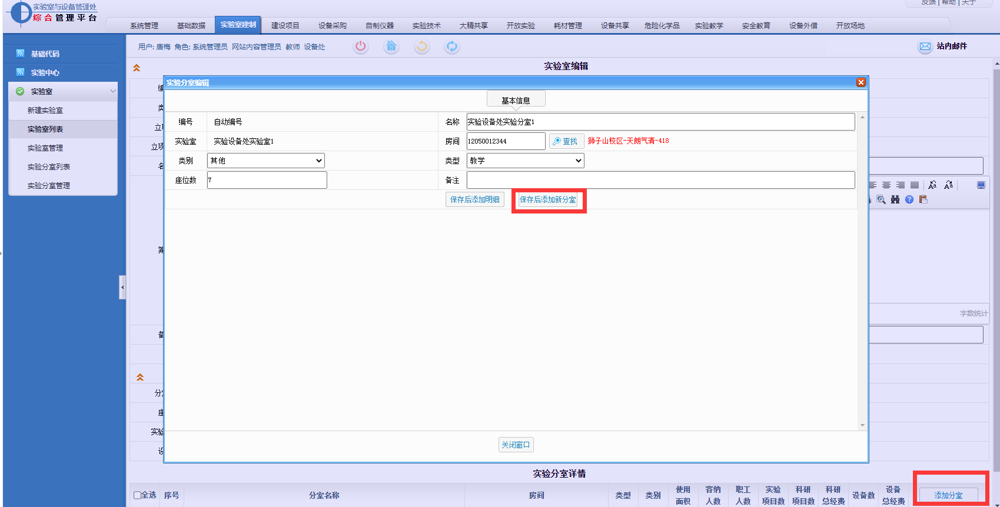 实验室与设备管理处
综合管理平台
反馈 | 帮助 | 关于
系统管理 基础数据 实验室建制 建设项目 设备采购 自制仪器 实验技术 大精共享 开放实验 耗材管理 设备共享 危险化学品 实验教学 安全教育 设备外借 开放场地
用户: 唐梅 角色: 系统管理员 网站内容管理员 教师 设备处
站内邮件
基础代码
实验中心
实验室
新建实验室
实验室列表
实验室管理
实验分室列表
实验分室管理
实验室编辑
实验分室编辑
基本信息
编号 自动编号 名称 实验设备处实验分室1
实验室 实验设备处实验室1 房间 12050012344 查找 狮子山校区-天朗气清-418
类别 其他 类型 教学
座位数 7 备注
保存后添加明细 保存后添加新分室
关闭窗口
立项
立项
字数统计
实验
实验分室详情
全选 序号 分室名称 房间 类型 类别 使用面积 容纳人数 职工人数 实验项目数 科研项目数 科研总经费 设备数 设备总经费 添加分室